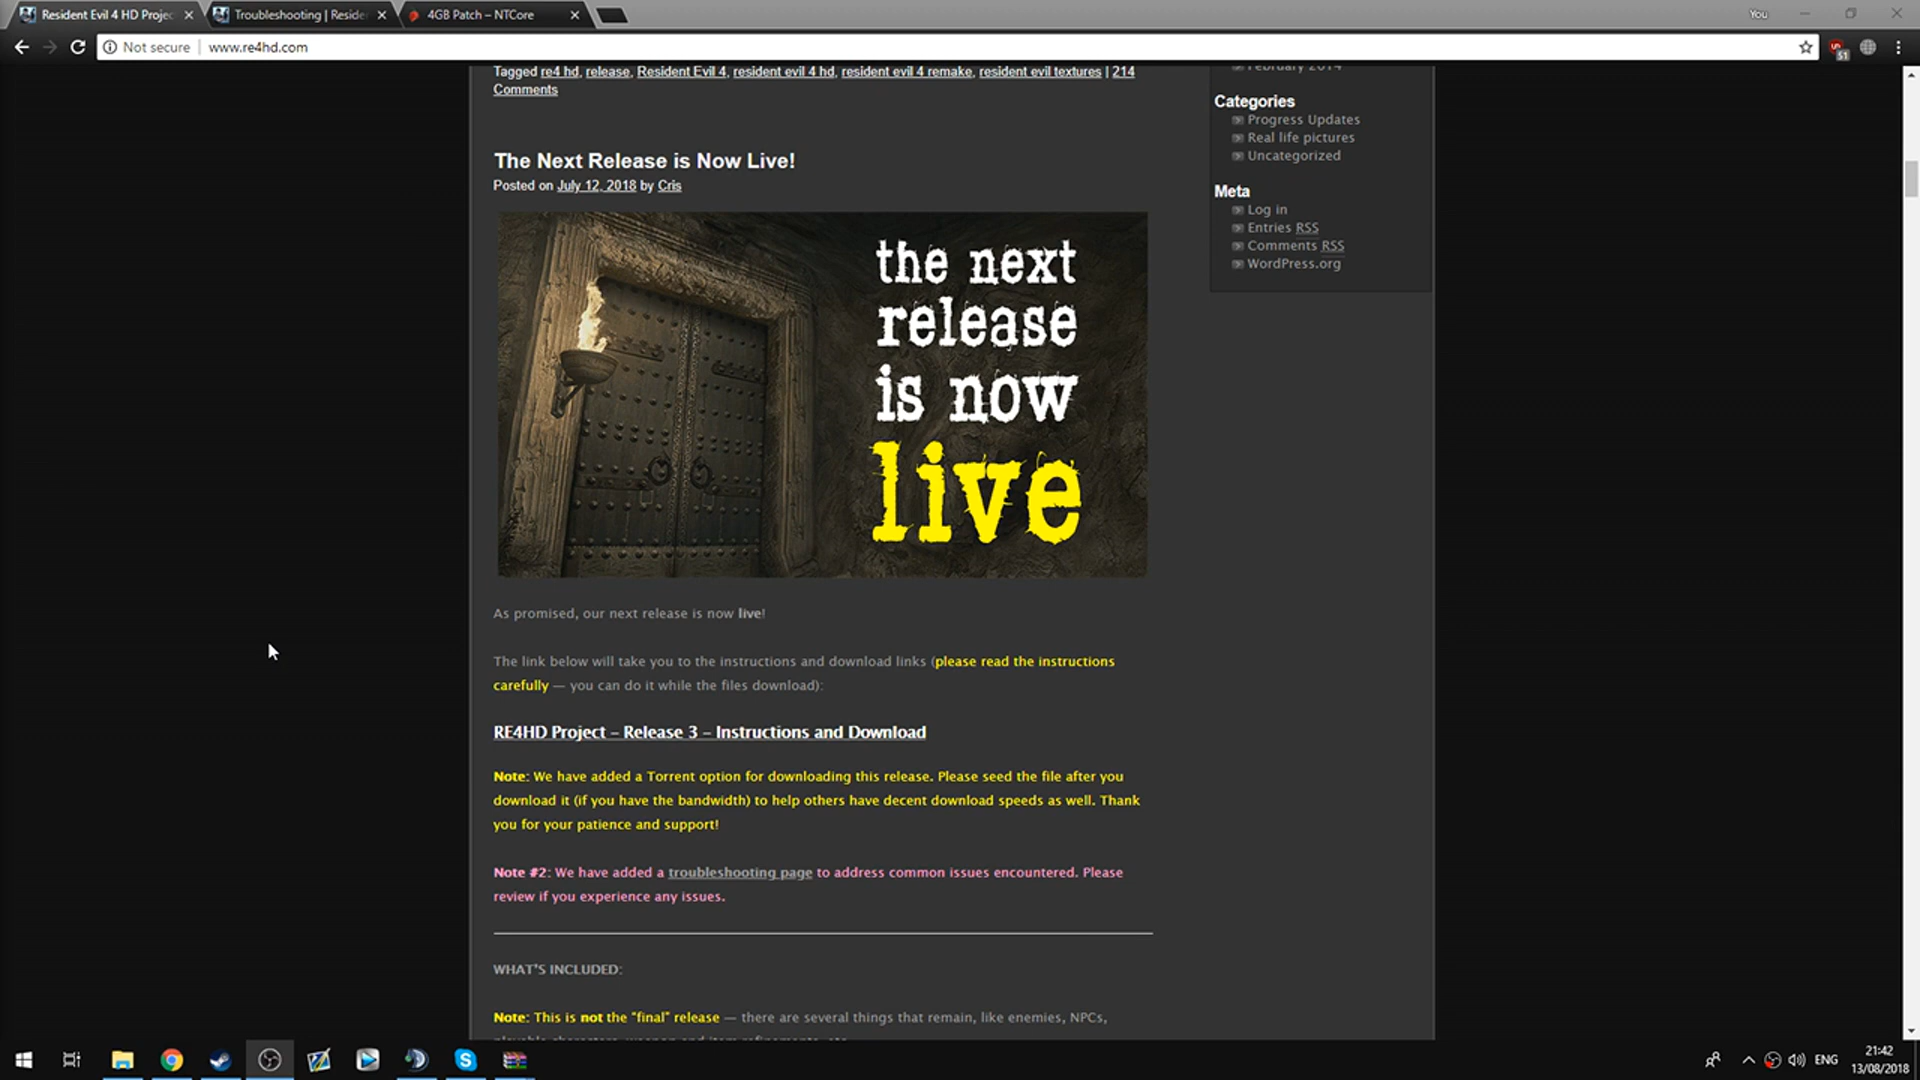 Resident Evil 4 HD Projec
Troubleshooting | Reside
4GB Patch – NTCore
You
Not secure
www.re4hd.com
51
Tagged re4 hd, release, Resident Evil 4, resident evil 4 hd, resident evil 4 remake, resident evil textures | 214
Comments
February 2014
Categories
Progress Updates
Real life pictures
Uncategorized
Meta
Log in
Entries RSS
Comments RSS
WordPress.org
The Next Release is Now Live!
Posted on July 12, 2018 by Cris
the next
release
is now
live
As promised, our next release is now live!
The link below will take you to the instructions and download links (please read the instructions
carefully — you can do it while the files download):
RE4HD Project – Release 3 – Instructions and Download
Note: We have added a Torrent option for downloading this release. Please seed the file after you
download it (if you have the bandwidth) to help others have decent download speeds as well. Thank
you for your patience and support!
Note #2: We have added a troubleshooting page to address common issues encountered. Please
review if you experience any issues.
WHAT'S INCLUDED:
Note: This is not the "final" release — there are several things that remain, like enemies, NPCs,
ENG
21:42
13/08/2018